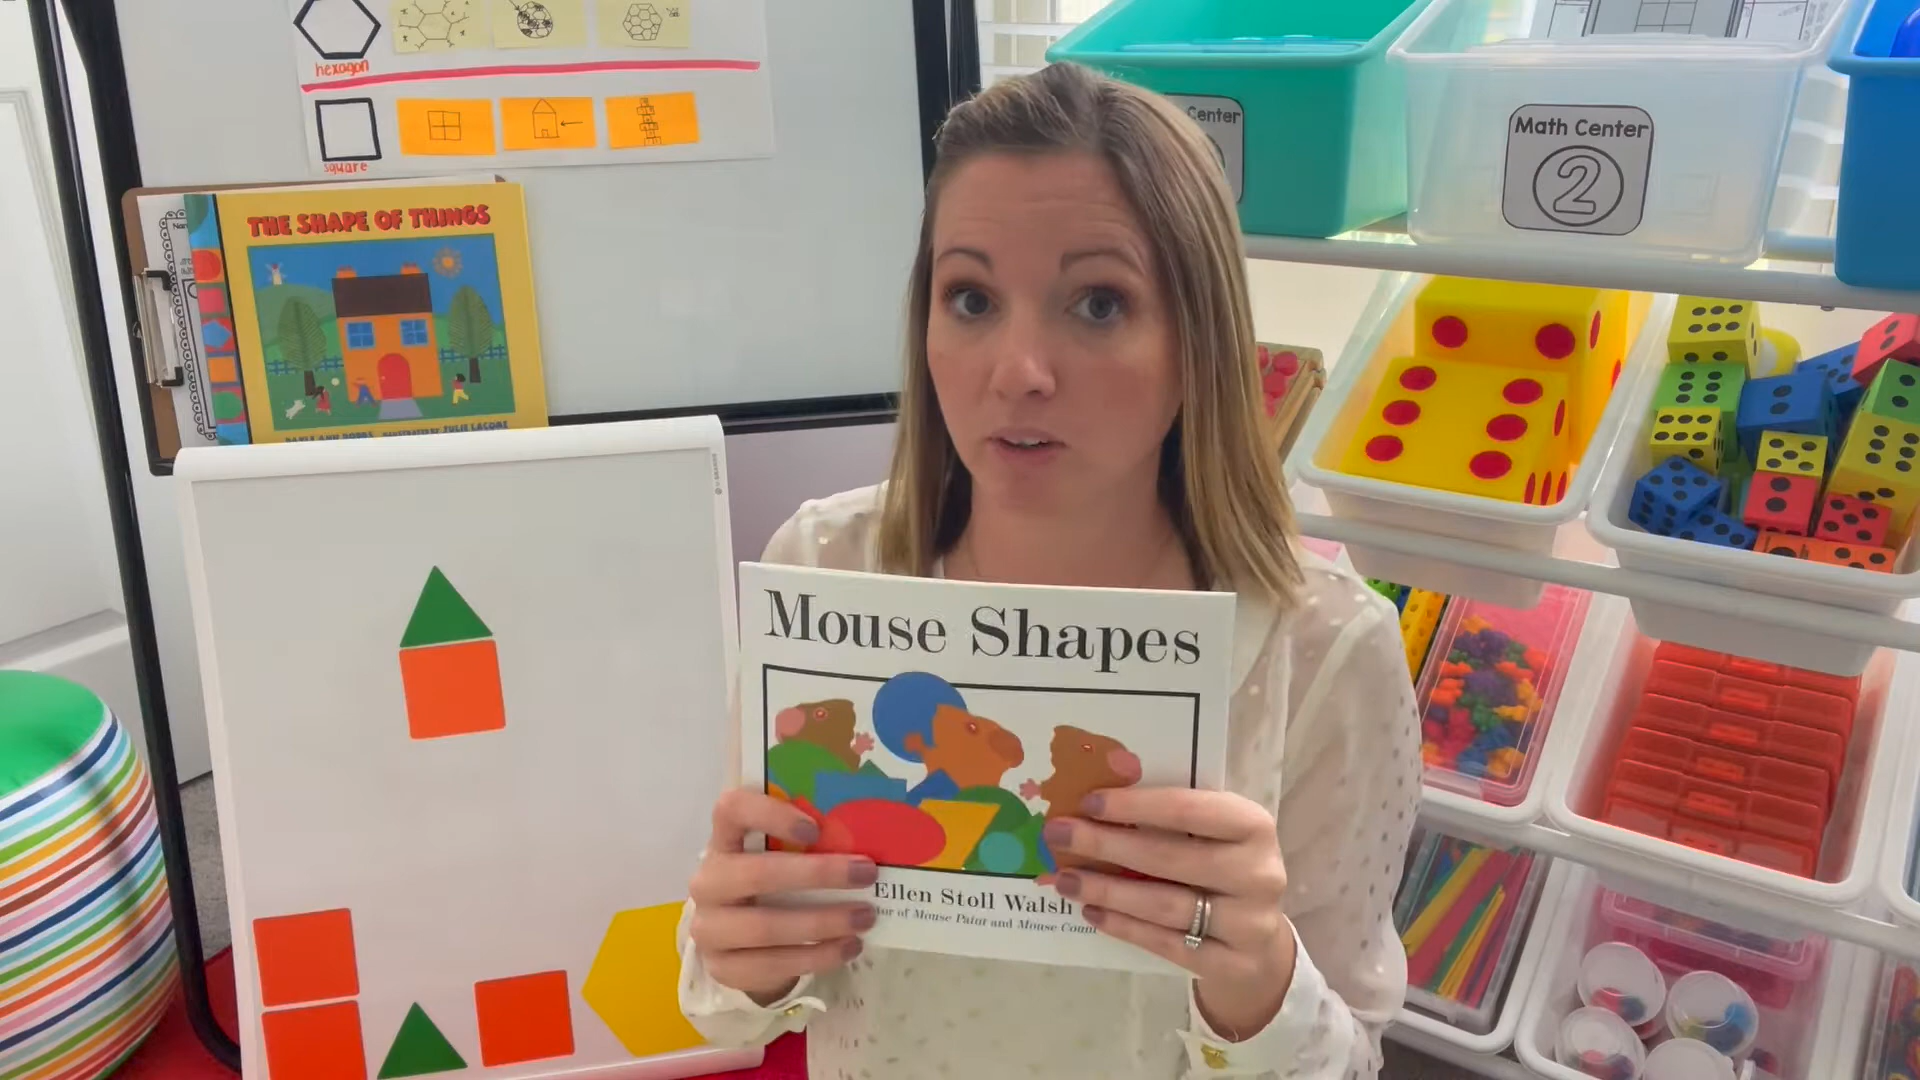 hexagon
square
THE SHAPE OF THINGS
Center
Math Center
2
Mouse Shapes
Ellen Stoll Walsh
of Mouse Paint and Mouse Count